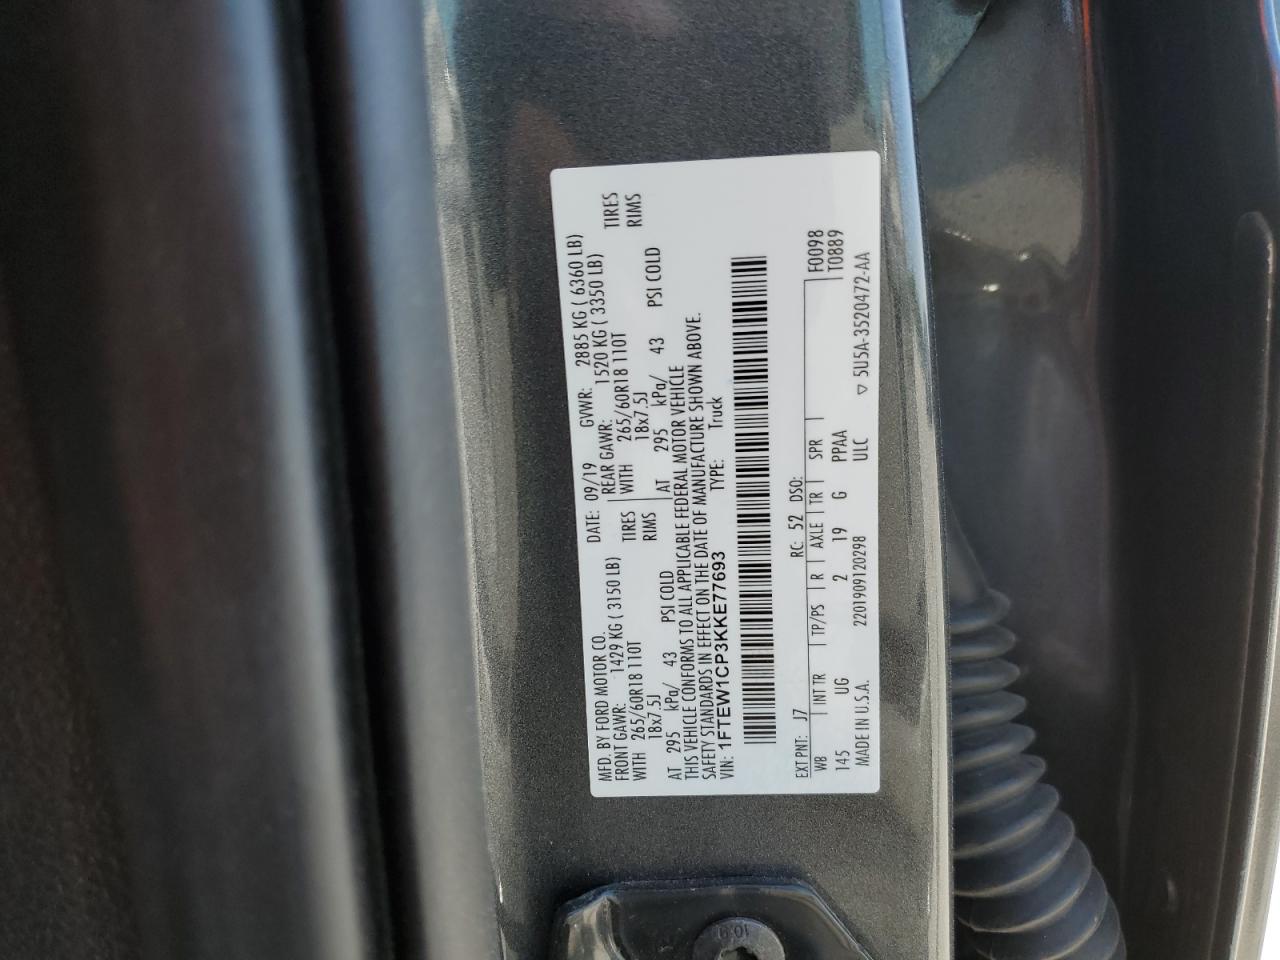 MFD. BY FORD MOTOR CO.
DATE: 09/19 GVWR: 2885 KG ( 6360 LB)
FRONT GAWR: 1429 KG ( 3150 LB)
REAR GAWR: 1520 KG ( 3350 LB)
WITH 265/60R18 110T TIRES
WITH 265/60R18 110T TIRES
18x7.5J RIMS
18x7.5J RIMS
AT 295 kPa/ 43 PSI COLD
AT 295 kPa/ 43 PSI COLD
THIS VEHICLE CONFORMS TO ALL APPLICABLE FEDERAL MOTOR VEHICLE
SAFETY STANDARDS IN EFFECT ON THE DATE OF MANUFACTURE SHOWN ABOVE.
VIN: 1FTEW1CP3KKE77693 TYPE: Truck
EXT PNT: J7 RC: 52 DSO: F0098
WB INT TR TP/PS R AXLE TR SPR T0889
145 UG 2 19 G PPAA
MADE IN U.S.A. 2201909120298 ULC ▽ 5U5A-3520472-AA
10.9